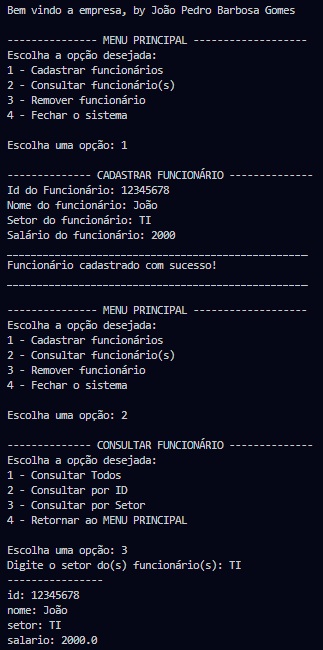 Bem vindo a empresa, by João Pedro Barbosa Gomes
--------------- MENU PRINCIPAL -------------------
Escolha a opção desejada:
1 - Cadastrar funcionários
2 - Consultar funcionário(s)
3 - Remover funcionário
4 - Fechar o sistema
Escolha uma opção: 1
-------------- CADASTRAR FUNCIONÁRIO --------------
Id do Funcionário: 12345678
Nome do funcionário: João
Setor do funcionário: TI
Salário do funcionário: 2000
__________________________________________________
Funcionário cadastrado com sucesso!
__________________________________________________
--------------- MENU PRINCIPAL -------------------
Escolha a opção desejada:
1 - Cadastrar funcionários
2 - Consultar funcionário(s)
3 - Remover funcionário
4 - Fechar o sistema
Escolha uma opção: 2
-------------- CONSULTAR FUNCIONÁRIO --------------
Escolha a opção desejada:
1 - Consultar Todos
2 - Consultar por ID
3 - Consultar por Setor
4 - Retornar ao MENU PRINCIPAL
Escolha uma opção: 3
Digite o setor do(s) funcionário(s): TI
----------------
id: 12345678
nome: João
setor: TI
salario: 2000.0